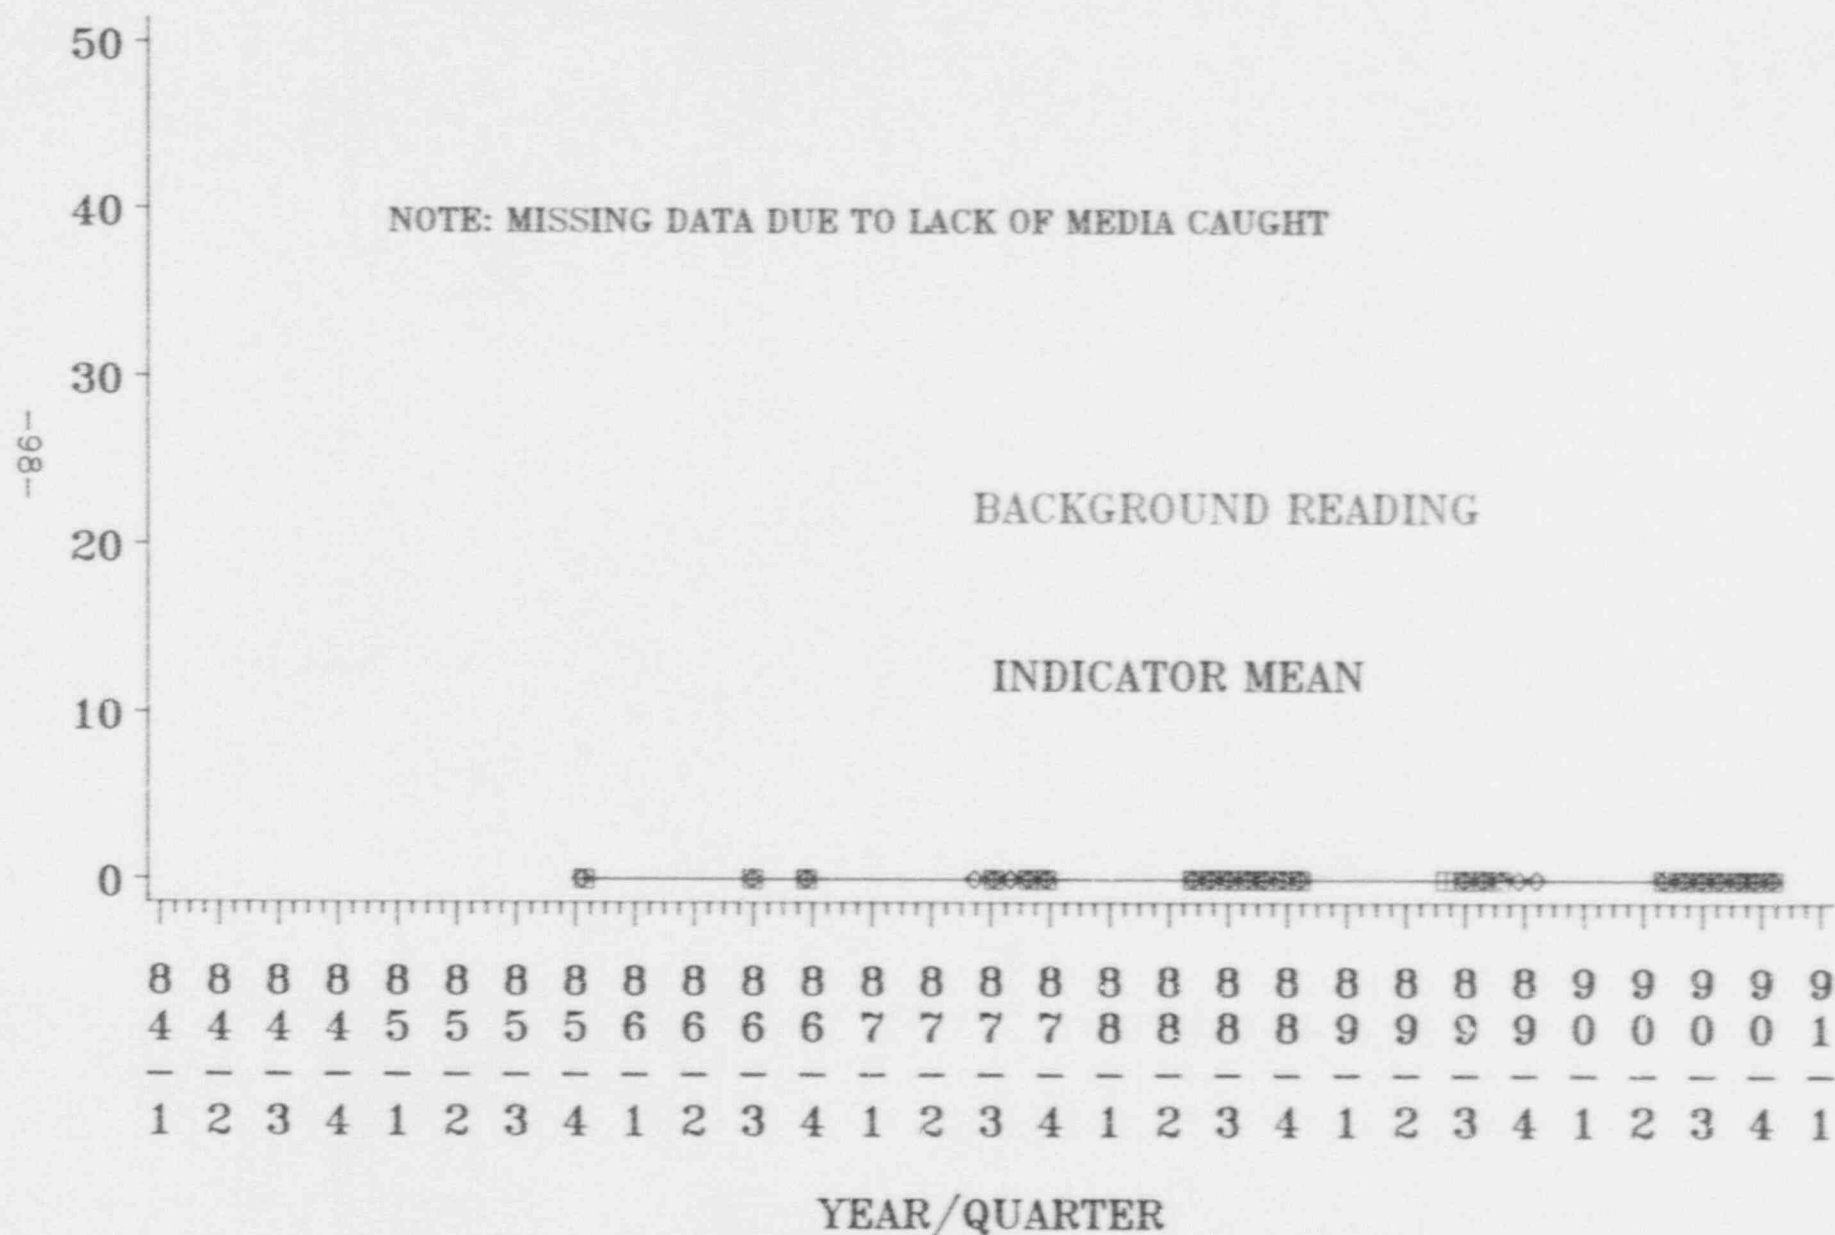 50
40
NOTE: MISSING DATA DUE TO LACK OF MEDIA CAUGHT
30
-98--
BACKGROUND READING
20
INDICATOR MEAN
10
0
8 8 8 8 8 8 8 8 8 8 8 8 8 8 8 8 8 8 8 8 8 8 8 8 9 9 9 9 9
4 4 4 4 5 5 5 5 6 6 6 6 7 7 7 7 8 8 8 8 9 9 9 9 0 0 0 0 1
- - - - - - - - - - - - - - - - - - - - - - - - - - - - -
1 2 3 4 1 2 3 4 1 2 3 4 1 2 3 4 1 2 3 4 1 2 3 4 1 2 3 4 1
YEAR/QUARTER